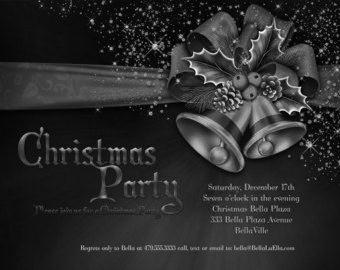 Christmas
Party
Please join us for a Christmas Party
Saturday, December 17th
Seven o'clock in the evening
Christmas Bella Plaza
333 Bella Plaza Avenue
BellaVille
Regrets only to Bella at 479.555.3333 call, text or email to: bella@BellaLuElla.com